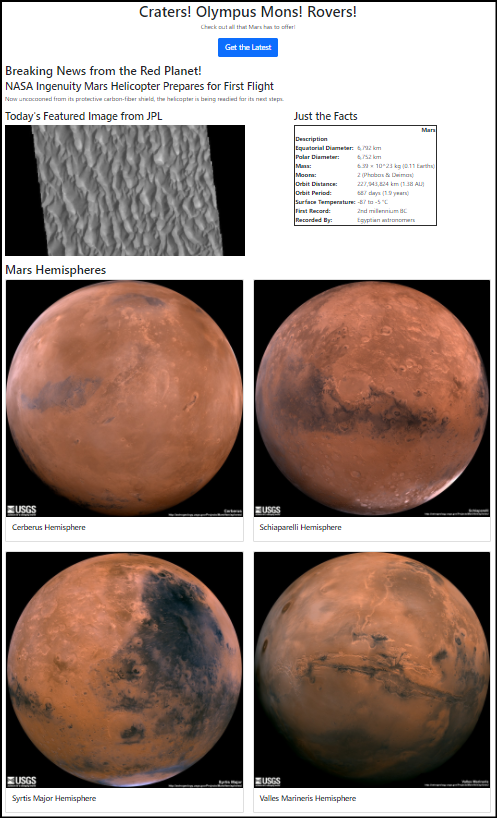 Craters! Olympus Mons! Rovers!
Check out all that Mars has to offer!
Get the Latest
Breaking News from the Red Planet!
NASA Ingenuity Mars Helicopter Prepares for First Flight
Now uncocooned from its protective carbon-fiber shield, the helicopter is being readied for its next steps.
Today's Featured Image from JPL
Just the Facts
Mars
Description
Equatorial Diameter: 6,792 km
Polar Diameter: 6,752 km
Mass: 6.39 × 10^23 kg (0.11 Earths)
Moons: 2 (Phobos & Deimos)
Orbit Distance: 227,943,824 km (1.38 AU)
Orbit Period: 687 days (1.9 years)
Surface Temperature: -87 to -5 °C
First Record: 2nd millennium BC
Recorded By: Egyptian astronomers
Mars Hemispheres
USGS
Cerberus
Cerberus Hemisphere
USGS
Schiaparelli
Schiaparelli Hemisphere
USGS
Syrtis Major
Syrtis Major Hemisphere
USGS
Valles Marineris
Valles Marineris Hemisphere